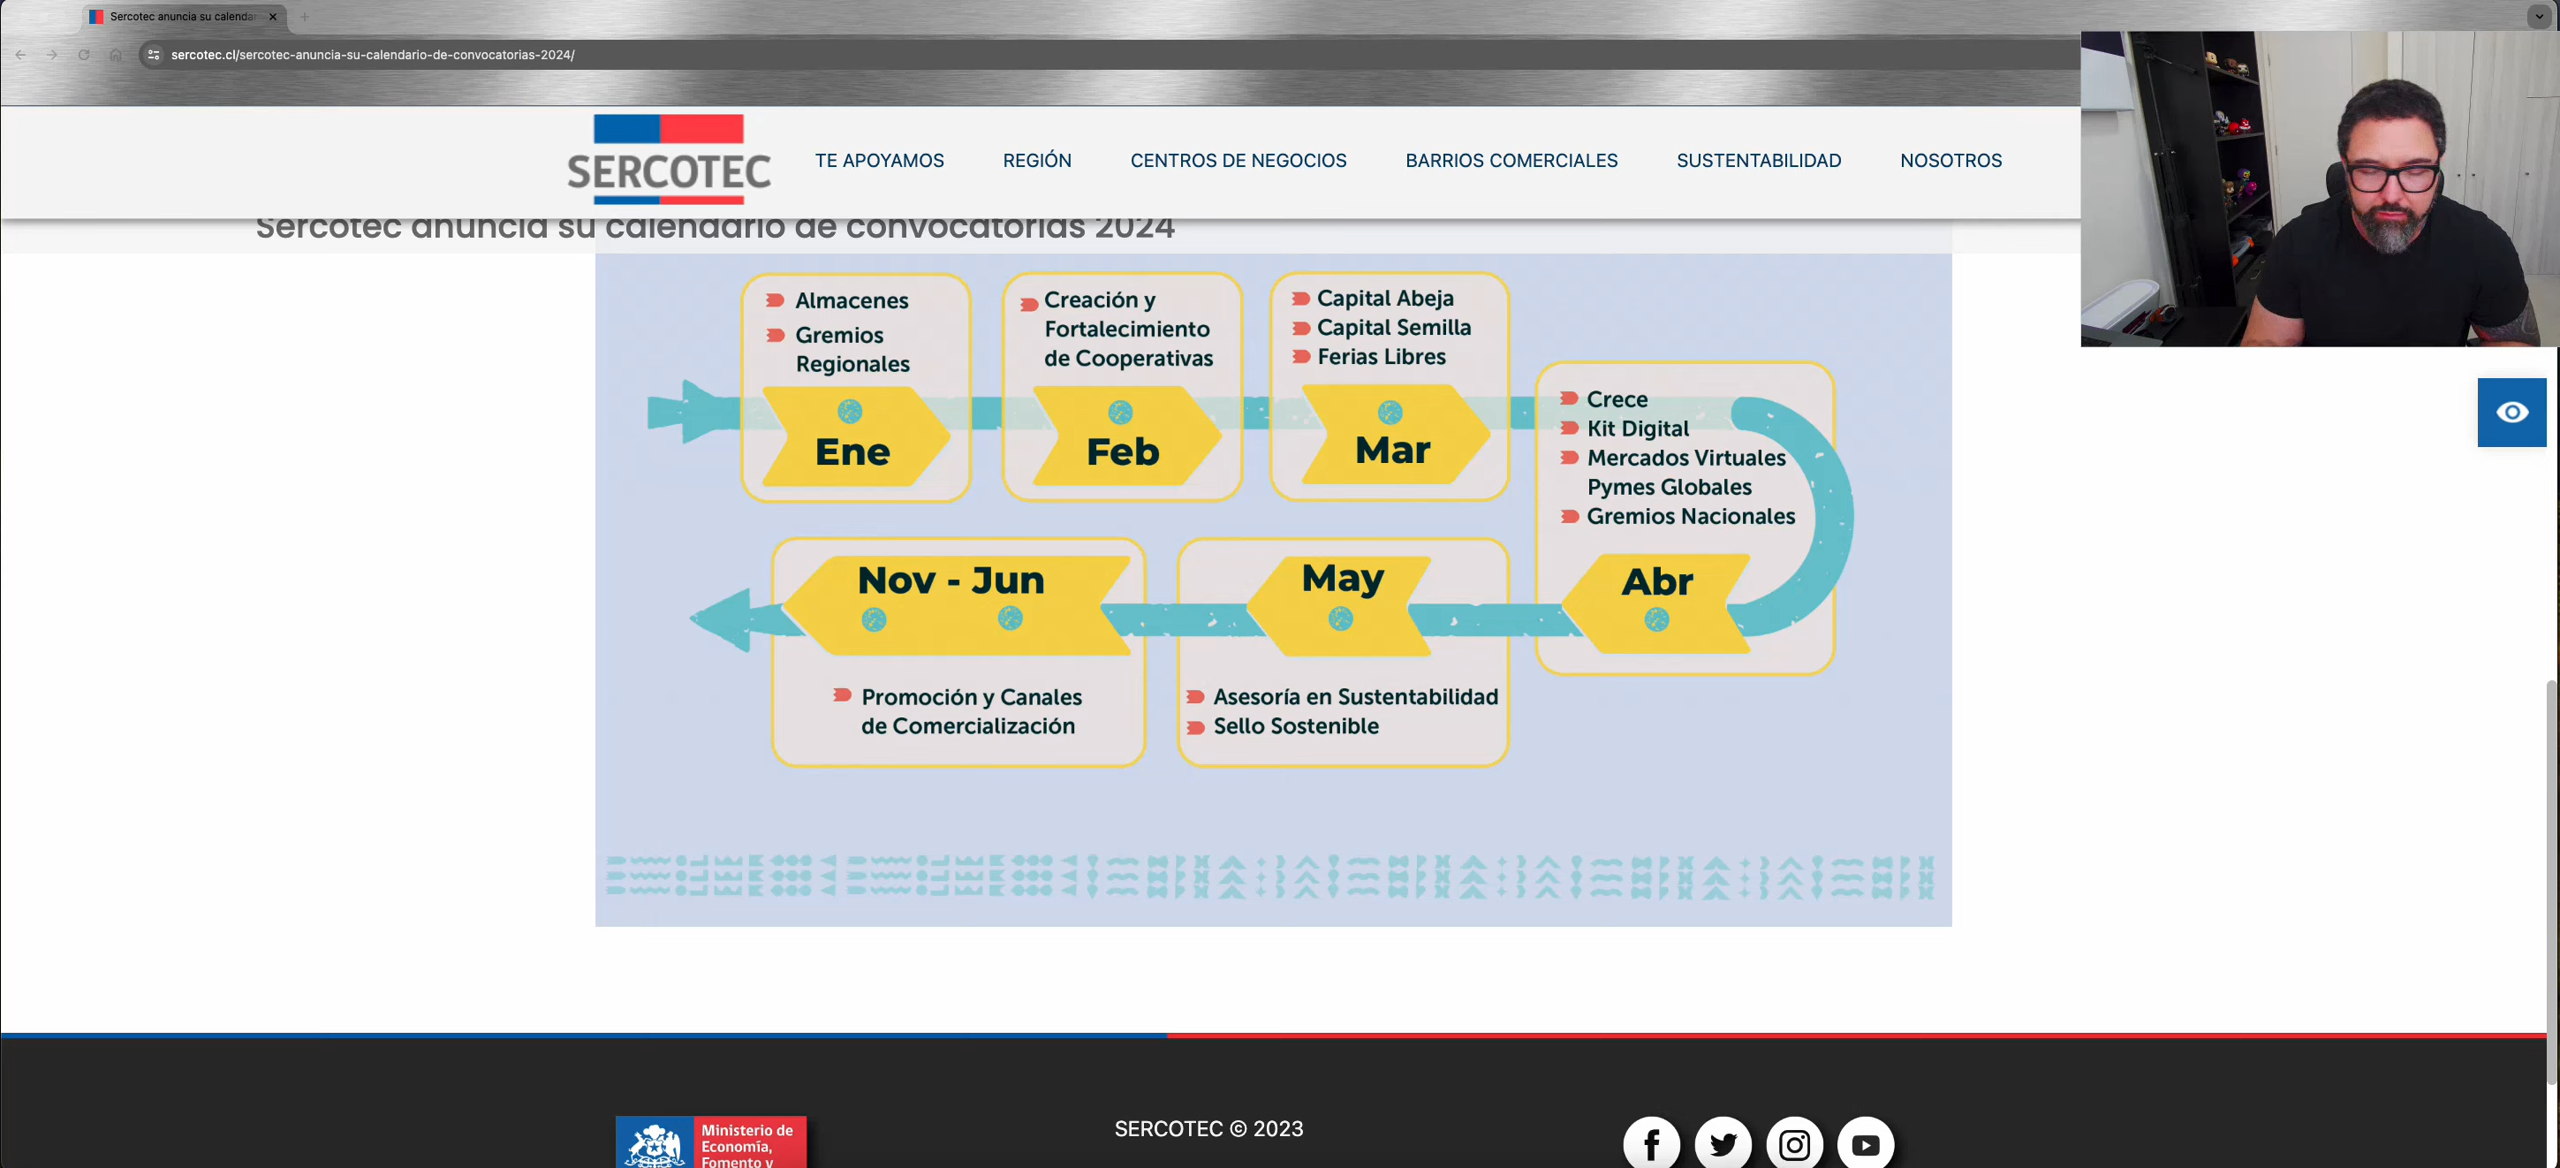 Sercotec anuncia su calenda
sercotec.cl/sercotec-anuncia-su-calendario-de-convocatorias-2024/
SERCOTEC
TE APOYAMOS
REGIÓN
CENTROS DE NEGOCIOS
BARRIOS COMERCIALES
SUSTENTABILIDAD
NOSOTROS
Sercotec anuncia su calendario de convocatorias 2024
Almacenes
Gremios
Regionales
Ene
Creación y
Fortalecimiento
de Cooperativas
Feb
Capital Abeja
Capital Semilla
Ferias Libres
Mar
Crece
Kit Digital
Mercados Virtuales
Pymes Globales
Gremios Nacionales
Abr
May
Asesoría en Sustentabilidad
Sello Sostenible
Nov - Jun
Promoción y Canales
de Comercialización
Ministerio de
Economía,
Fomento y
SERCOTEC © 2023